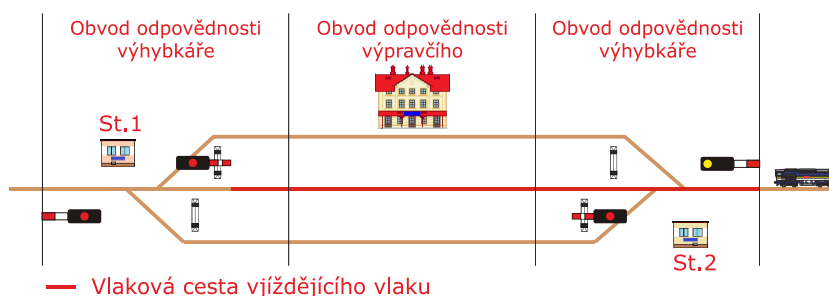 Obvod odpovědnosti
výhybkáře
Obvod odpovědnosti
výpravčího
Obvod odpovědnosti
výhybkáře
St.1
St.2
Vlaková cesta vjíždějícího vlaku